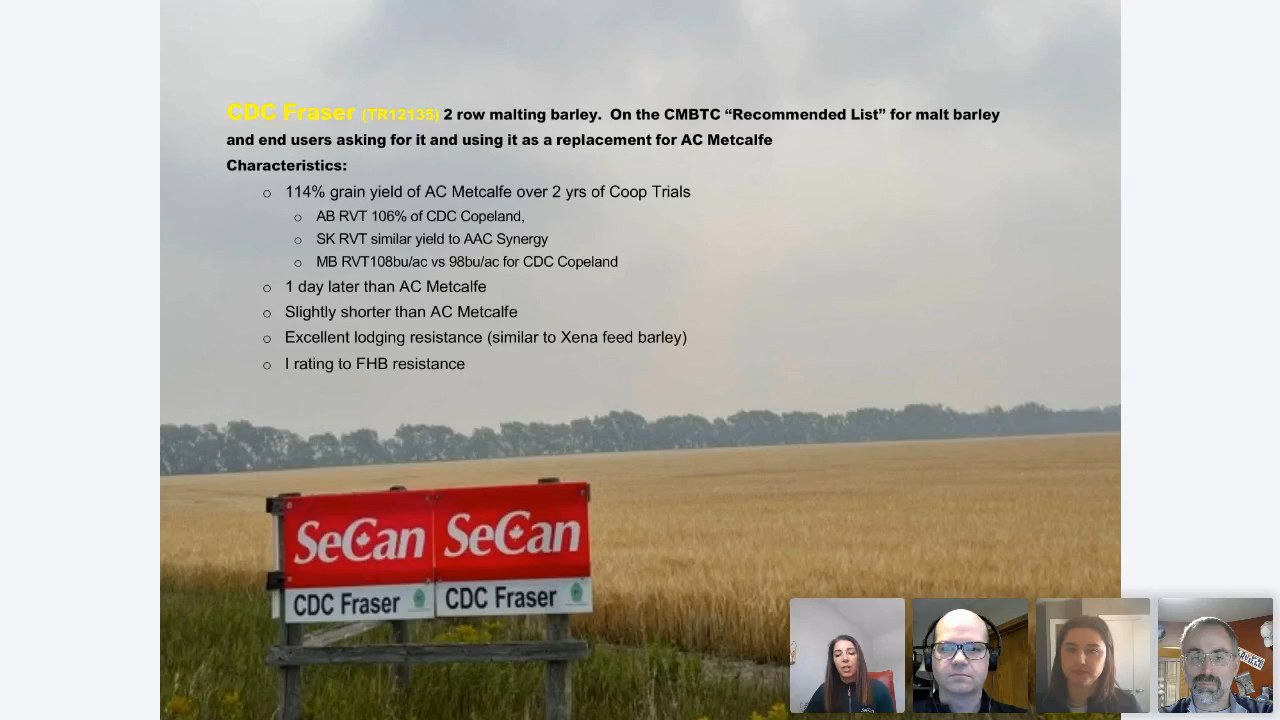 CDC Fraser (TR12135) 2 row malting barley.  On the CMBTC “Recommended List” for malt barley
and end users asking for it and using it as a replacement for AC Metcalfe
Characteristics:
○ 114% grain yield of AC Metcalfe over 2 yrs of Coop Trials
○ AB RVT 106% of CDC Copeland,
○ SK RVT similar yield to AAC Synergy
○ MB RVT108bu/ac vs 98bu/ac for CDC Copeland
○ 1 day later than AC Metcalfe
○ Slightly shorter than AC Metcalfe
○ Excellent lodging resistance (similar to Xena feed barley)
○ I rating to FHB resistance
SeCan SeCan
CDC Fraser CDC Fraser